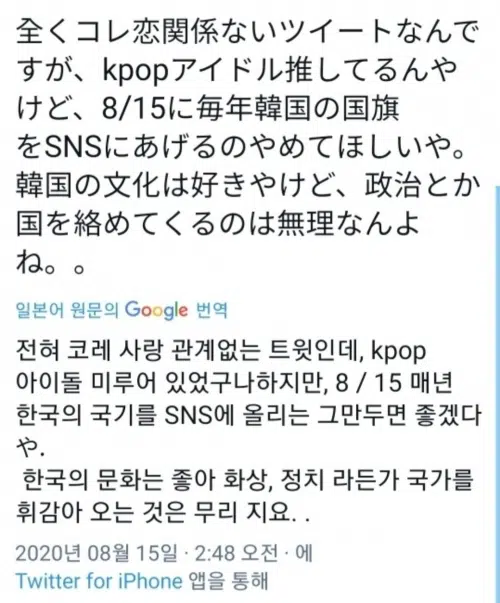 全くコレ恋関係ないツイートなんで
すが、kpopアイドル推してるんや
けど、8/15に毎年韓国の国旗
をSNSにあげるのやめてほしいや。
韓国の文化は好きやけど、政治とか
国を絡めてくるのは無理なんよ
ね。。
일본어 원문의 Google 번역
전혀 코레 사랑 관계없는 트윗인데, kpop
아이돌 미루어 있었구나하지만, 8 / 15 매년
한국의 국기를 SNS에 올리는 그만두면 좋겠다
や.
한국의 문화는 좋아 화상, 정치 라든가 국가를
휘감아 오는 것은 무리 지요. .
2020년 08월 15일 · 2:48 오전 · 에
Twitter for iPhone 앱을 통해